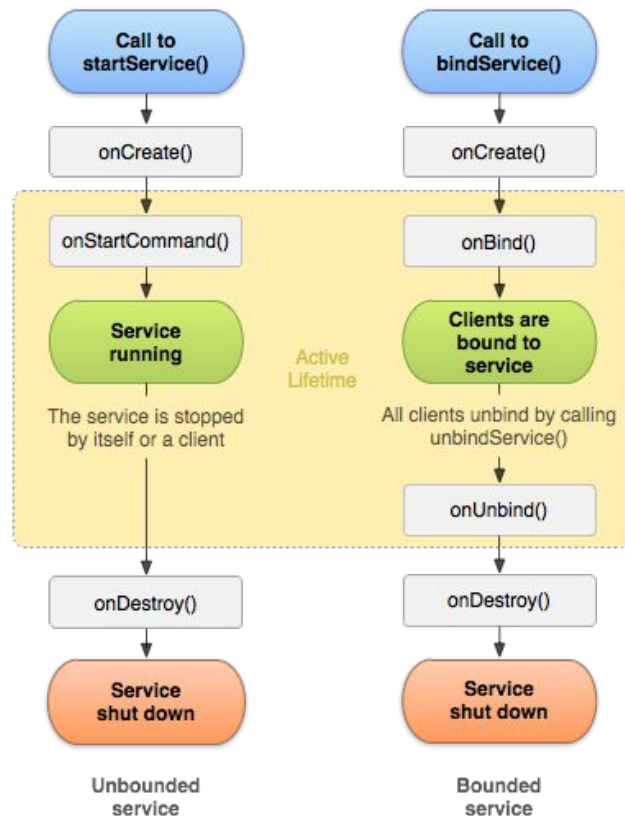 Call to
startService()
onCreate()
onStartCommand()
Service
running
The service is stopped
by itself or a client
onDestroy()
Service
shut down
Unbounded
service
Active
Lifetime
Call to
bindService()
onCreate()
onBind()
Clients are
bound to
service
All clients unbind by calling
unbindService()
onUnbind()
onDestroy()
Service
shut down
Bounded
service